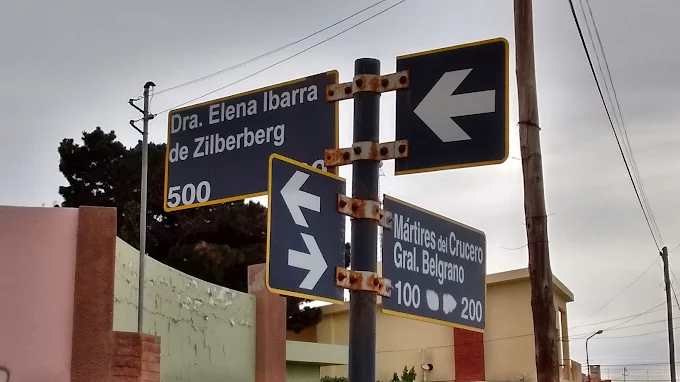 Dra. Elena Ibarra
de Zilberberg
500
Mártires del Crucero
Gral. Belgrano
100 200